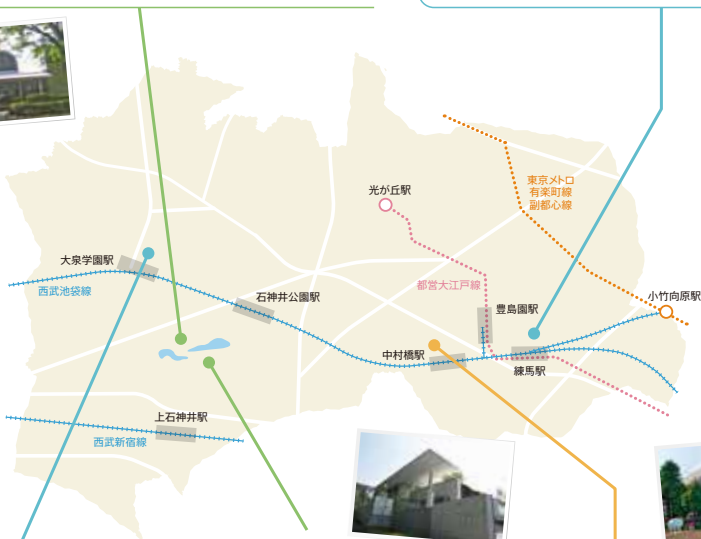 東京メトロ
有楽町線
副都心線
光が丘駅
大泉学園駅
西武池袋線
石神井公園駅
都営大江戸線
豊島園駅
小竹向原駅
中村橋駅
練馬駅
上石神井駅
西武新宿線